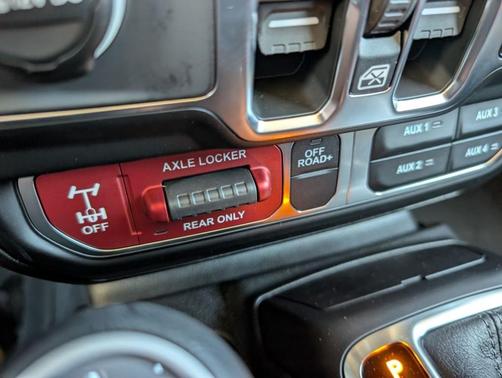 AXLE LOCKER
OFF
REAR ONLY
OFF
ROAD+
AUX 1
AUX 3
AUX 2
AUX 4
P